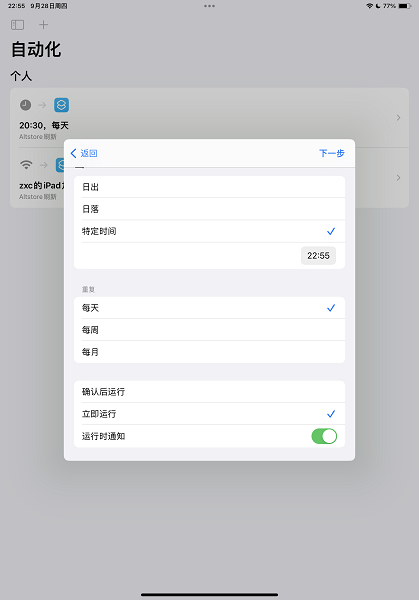 22:55 9月28日周四
77%
自动化
个人
20:30，每天
Altstore 刷新
zxc的iPad
Altstore 刷新
返回
下一步
日出
日落
特定时间
22:55
重复
每天
每周
每月
确认后运行
立即运行
运行时通知